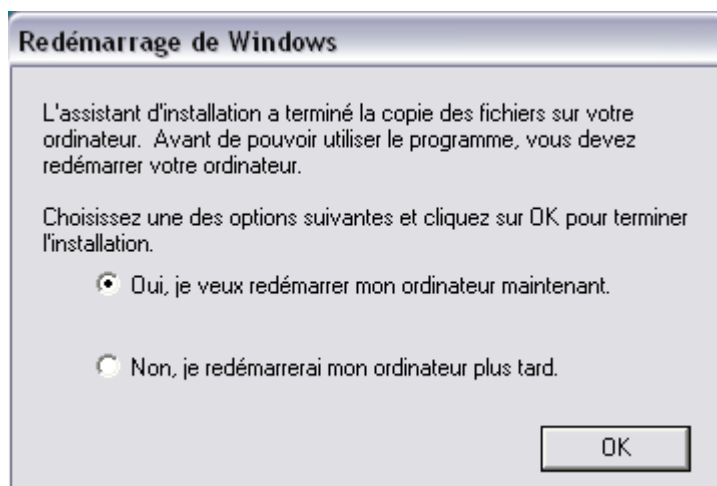 Redémarrage de Windows
L'assistant d'installation a terminé la copie des fichiers sur votre
ordinateur.  Avant de pouvoir utiliser le programme, vous devez
redémarrer votre ordinateur.
Choisissez une des options suivantes et cliquez sur OK pour terminer
l'installation.
Oui, je veux redémarrer mon ordinateur maintenant.
Non, je redémarrerai mon ordinateur plus tard.
OK